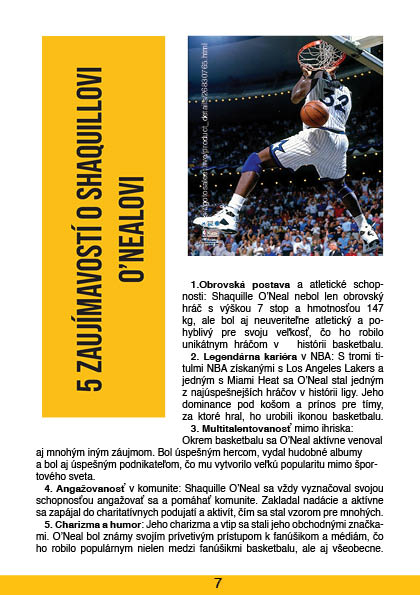 5 ZAUJÍMAVOSTÍ O SHAQUILLOVI
O’NEALOVI
32
1.Obrovská postava a atletické schop-
nosti: Shaquille O’Neal nebol len obrovský
hráč s výškou 7 stop a hmotnosťou 147
kg, ale bol aj neuveriteľne atletický a po-
hyblivý pre svoju veľkosť, čo ho robilo
unikátnym hráčom v histórii basketbalu.
2. Legendárna kariéra v NBA: S tromi ti-
tulmi NBA získanými s Los Angeles Lakers a
jedným s Miami Heat sa O’Neal stal jedným
z najúspešnejších hráčov v histórii ligy. Jeho
dominance pod košom a prínos pre tímy,
za ktoré hral, ho urobili ikonou basketbalu.
3. Multitalentovanosť mimo ihriska:
Okrem basketbalu sa O’Neal aktívne venoval
aj mnohým iným záujmom. Bol úspešným hercom, vydal hudobné albumy
a bol aj úspešným podnikateľom, čo mu vytvorilo veľkú popularitu mimo špor-
tového sveta.
4. Angažovanosť v komunite: Shaquille O’Neal sa vždy vyznačoval svojou
schopnosťou angažovať sa a pomáhať komunite. Zakladal nadácie a aktívne
sa zapájal do charitatívnych podujatí a aktivít, čím sa stal vzorom pre mnohých.
5. Charizma a humor: Jeho charizma a vtip sa stali jeho obchodnými značka-
mi. O’Neal bol známy svojím prívetivým prístupom k fanúšikom a médiám, čo
ho robilo populárnym nielen medzi fanúšikmi basketbalu, ale aj všeobecne.
7